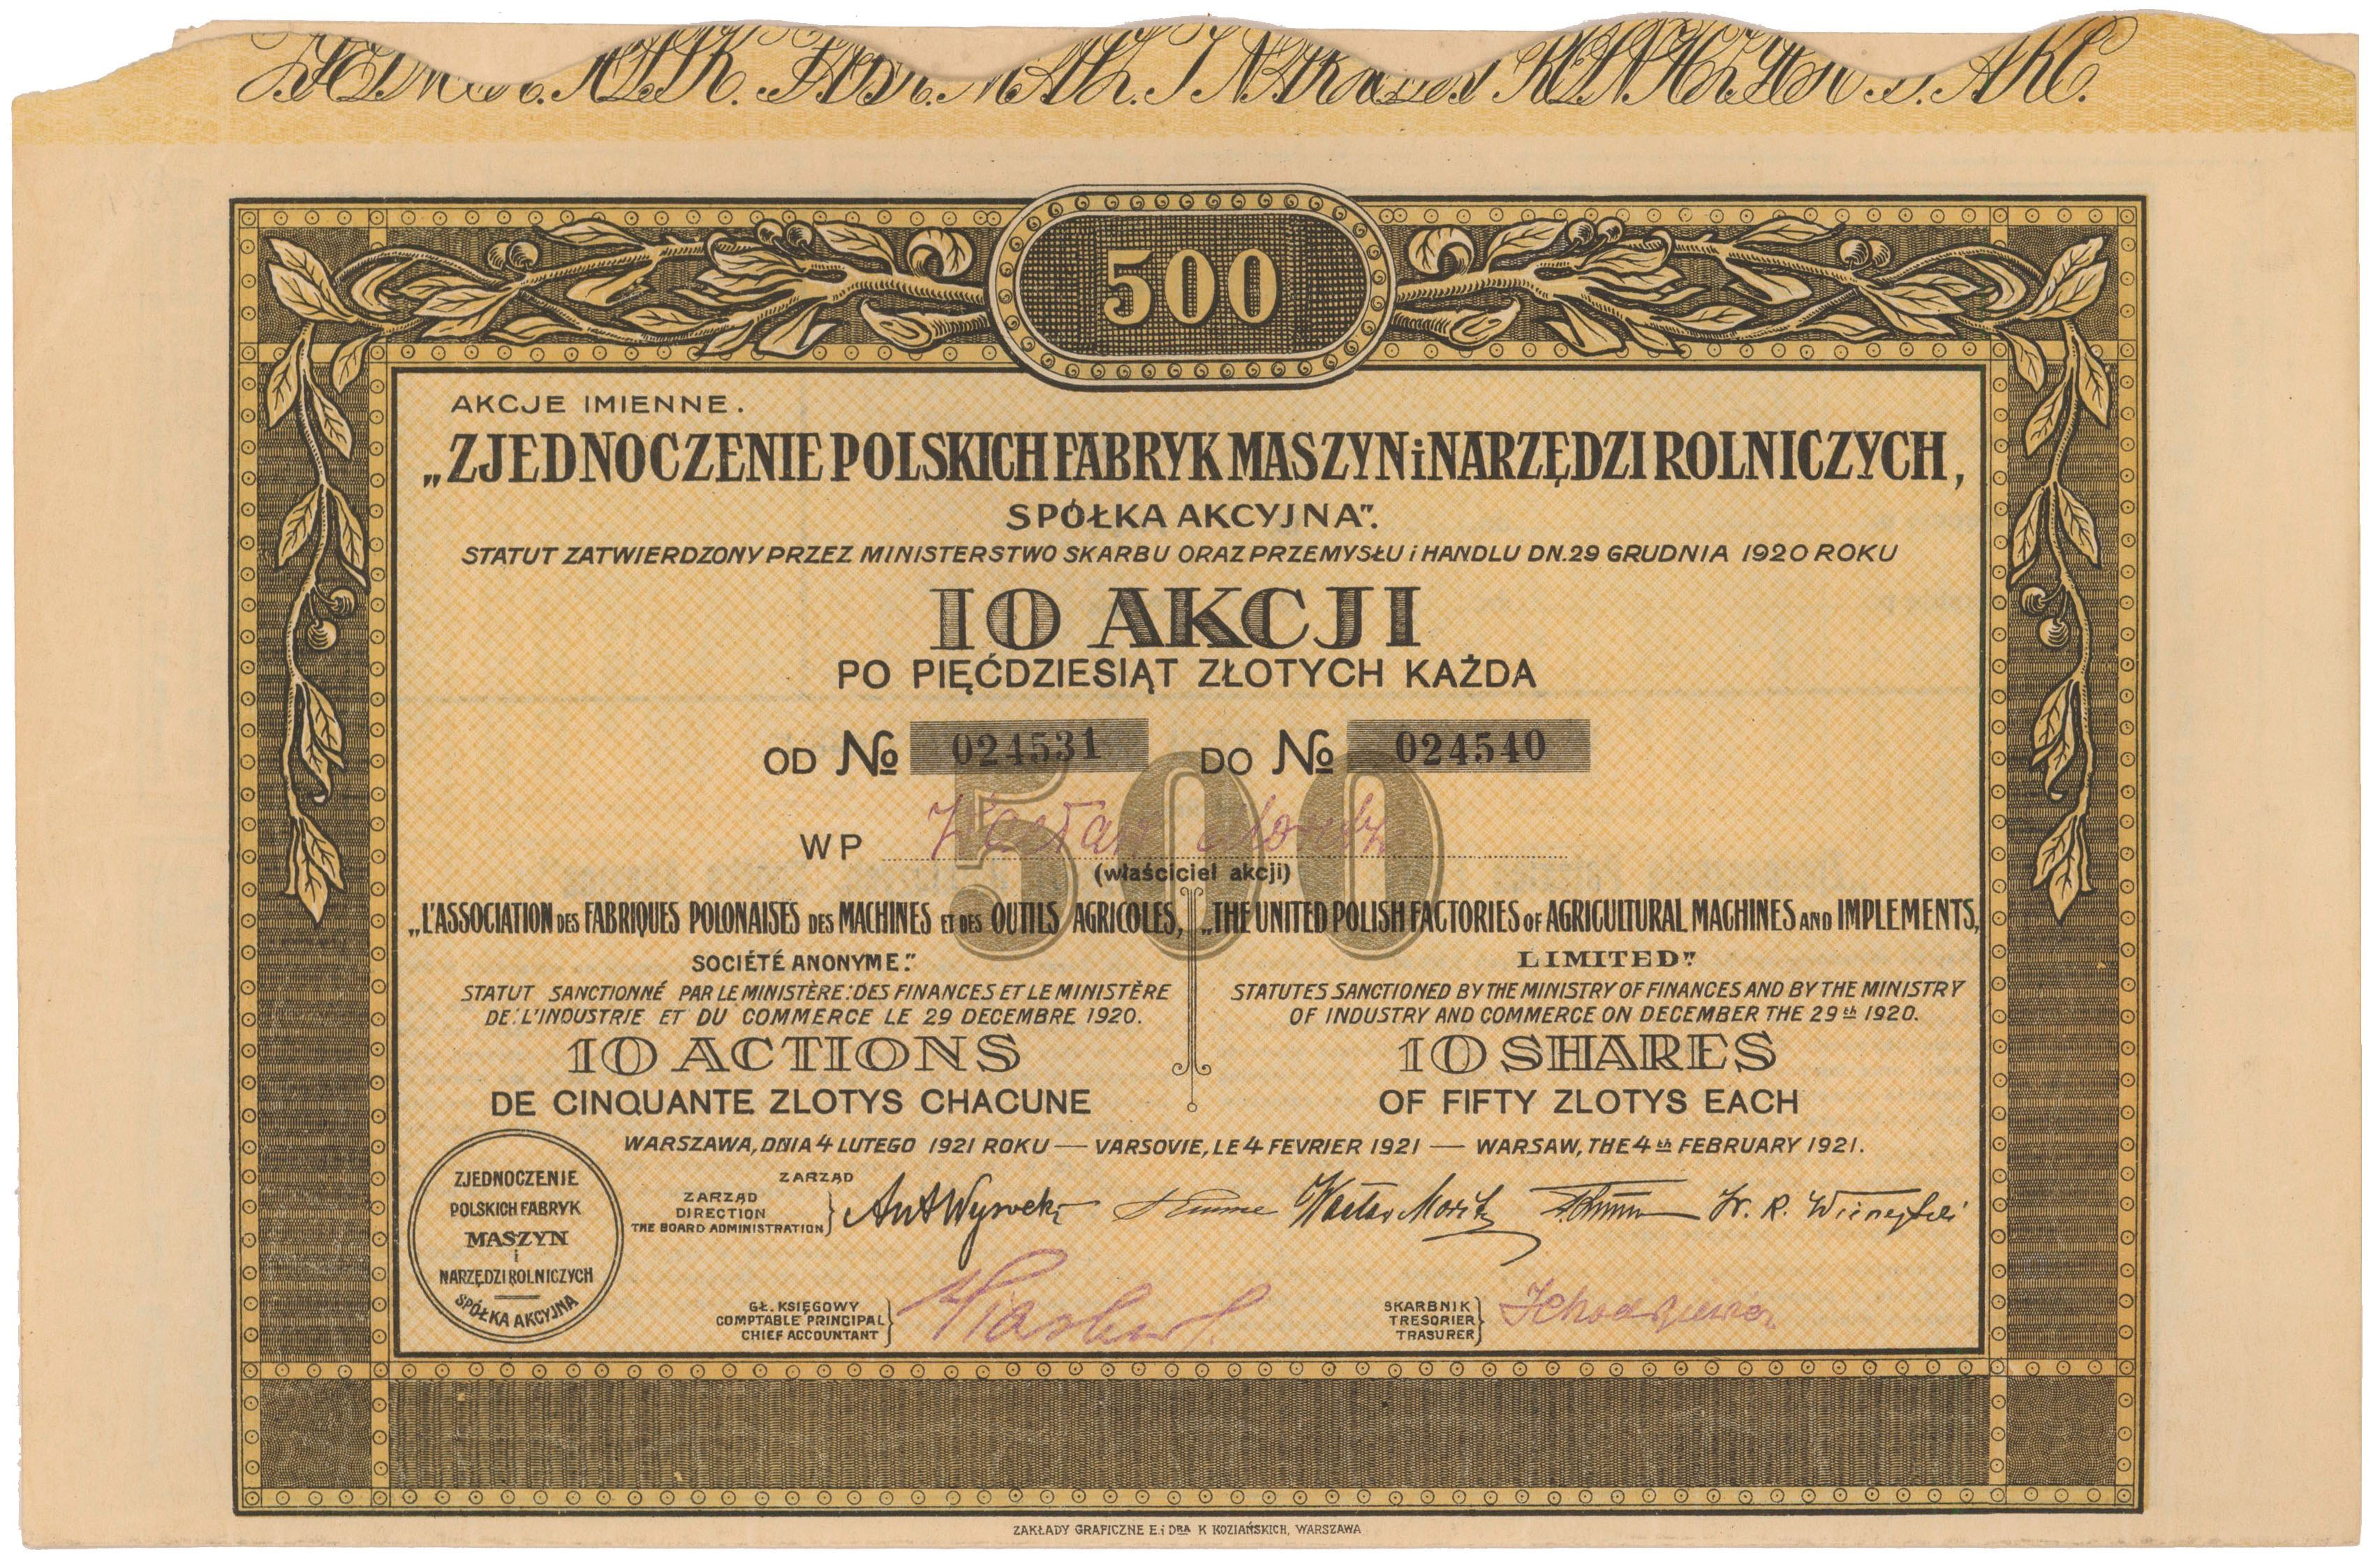 500
AKCJE IMIENNE.
„ZJEDNOCZENIE POLSKICH FABRYK MASZYN i NARZĘDZI ROLNICZYCH,
SPÓŁKA AKCYJNA".
STATUT ZATWIERDZONY PRZEZ MINISTERSTWO SKARBU ORAZ PRZEMYSŁU i HANDLU DN. 29 GRUDNIA 1920 ROKU
10 AKCJI
PO PIĘĆDZIESIĄT ZŁOTYCH KAŻDA
OD № 024531 DO № 024540
500
WP Wacław Moritz
(właściciel akcji)
„L'ASSOCIATION DES FABRIQUES POLONAISES DES MACHINES ET DES OUTILS AGRICOLES,
SOCIÉTÉ ANONYME."
STATUT SANCTIONNÉ PAR LE MINISTÈRE: DES FINANCES ET LE MINISTÈRE
DE L'INDUSTRIE ET DU COMMERCE LE 29 DECEMBRE 1920.
10 ACTIONS
DE CINQUANTE ZLOTYS CHACUNE
„THE UNITED POLISH FACTORIES OF AGRICULTURAL MACHINES AND IMPLEMENTS,
LIMITED"
STATUTES SANCTIONED BY THE MINISTRY OF FINANCES AND BY THE MINISTRY
OF INDUSTRY AND COMMERCE ON DECEMBER THE 29th 1920.
10 SHARES
OF FIFTY ZLOTYS EACH
WARSZAWA, DNIA 4 LUTEGO 1921 ROKU — VARSOVIE, LE 4 FEVRIER 1921 — WARSAW, THE 4th FEBRUARY 1921.
ZJEDNOCZENIE
POLSKICH FABRYK
MASZYN
i
NARZĘDZI ROLNICZYCH
SPÓŁKA AKCYJNA
ZARZĄD
ZARZĄD
DIRECTION
THE BOARD ADMINISTRATION
Wacław Moritz
GŁ. KSIĘGOWY
COMPTABLE PRINCIPAL
CHIEF ACCOUNTANT
SKARBNIK
TRESORIER
TRASURER
ZAKŁADY GRAFICZNE E. i DRA K KOZIAŃSKICH, WARSZAWA